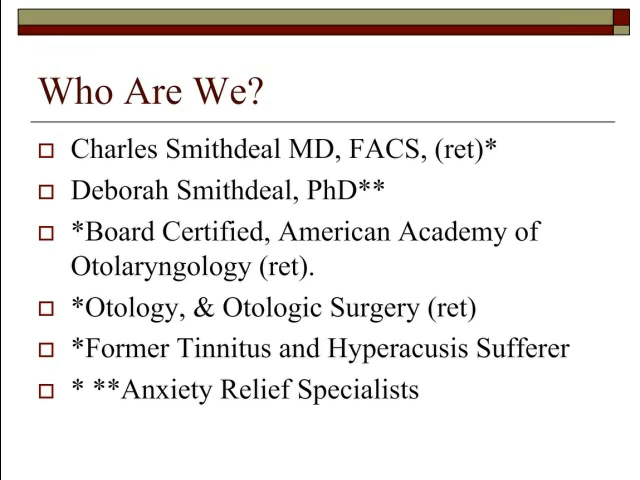 Who Are We?
Charles Smithdeal MD, FACS, (ret)*
Deborah Smithdeal, PhD**
*Board Certified, American Academy of
Otolaryngology (ret).
*Otology, & Otologic Surgery (ret)
*Former Tinnitus and Hyperacusis Sufferer
* **Anxiety Relief Specialists